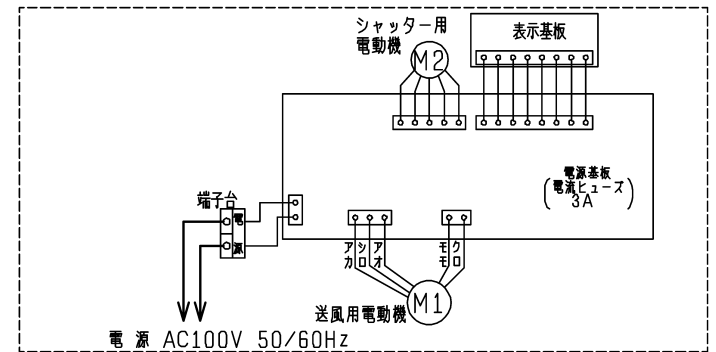 シャッター用
電動機
M2
表示基板
電源基板
(電流ヒューズ)
3A
端子台
電
源
アカ
シロ
アオ
モモ
クロ
送風用電動機
M1
電 源 AC100V 50/60Hz